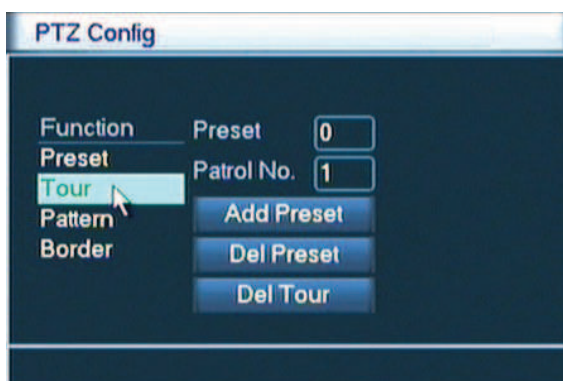 PTZ Config
Function
Preset
Tour
Pattern
Border
Preset 0
Patrol No. 1
Add Preset
Del Preset
Del Tour